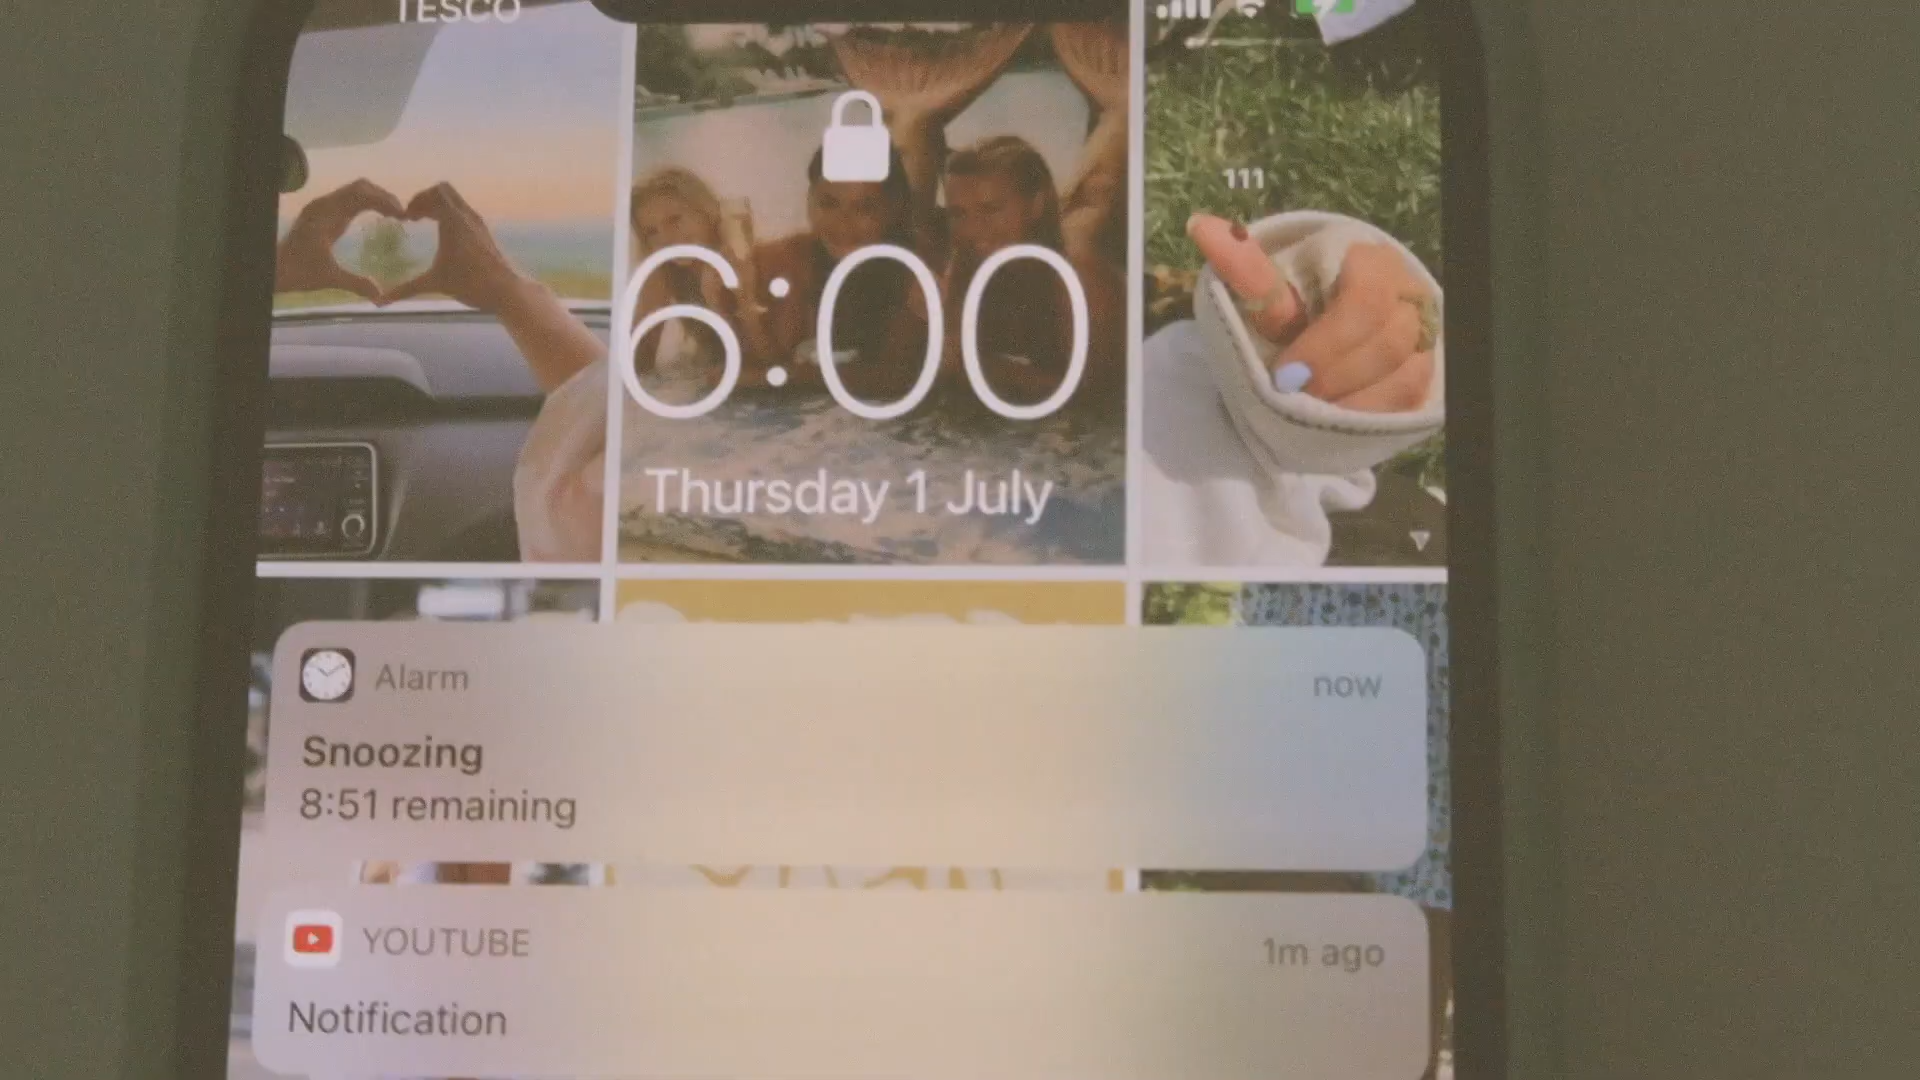 TESCO
111
6:00
Thursday 1 July
Alarm
now
Snoozing
8:51 remaining
YOUTUBE
1m ago
Notification